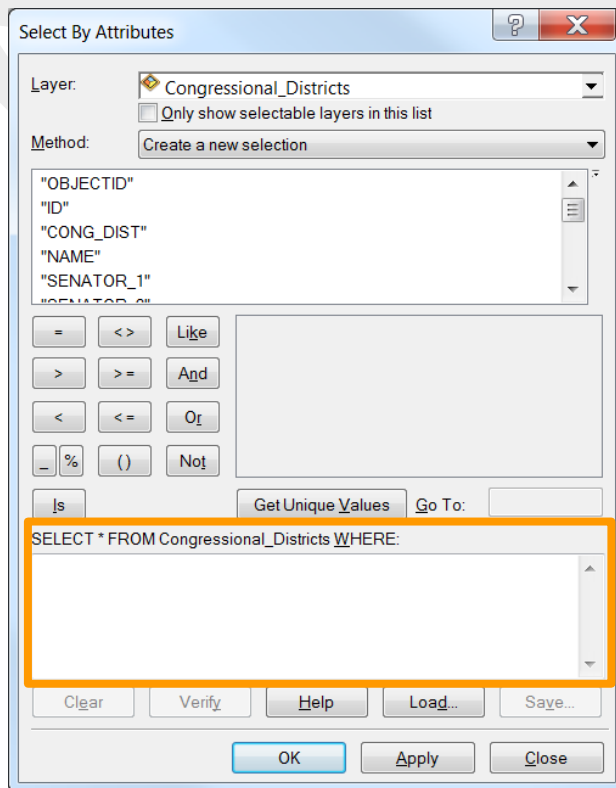 Select By Attributes
?
X
Layer: Congressional_Districts
Only show selectable layers in this list
Method: Create a new selection
"OBJECTID"
"ID"
"CONG_DIST"
"NAME"
"SENATOR_1"
"SENATOR_2"
= <> Like
> >= And
< <= Or
_ % () Not
Is Get Unique Values Go To:
SELECT * FROM Congressional_Districts WHERE:
Clear Verify Help Load... Save...
OK Apply Close